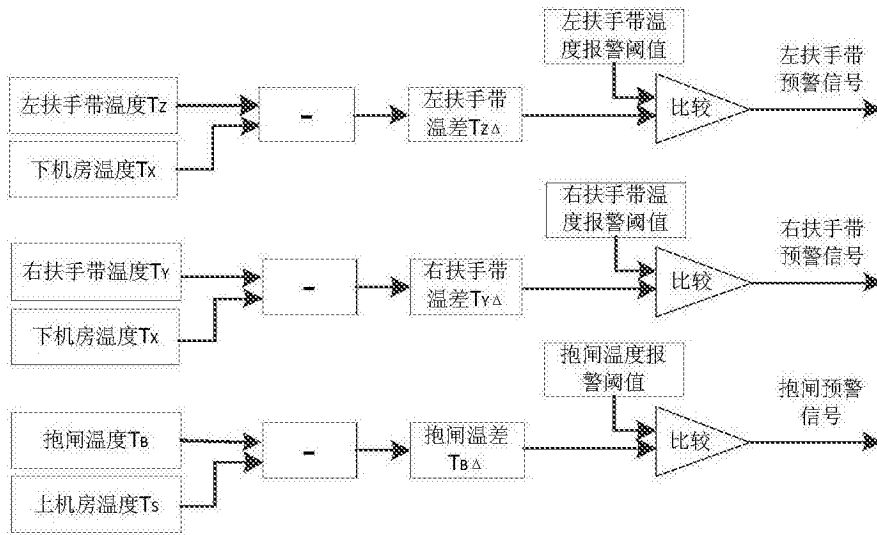 左扶手带温
度报警阈值
左扶手带
预警信号
左扶手带温度Tz
下机房温度Tx
-
左扶手带
温差Tz△
比较
右扶手带温
度报警阈值
右扶手带
预警信号
右扶手带温度TY
下机房温度Tx
-
右扶手带
温差TY△
比较
抱闸温度报
警阈值
抱闸预警
信号
抱闸温度TB
上机房温度Ts
-
抱闸温差
TB△
比较